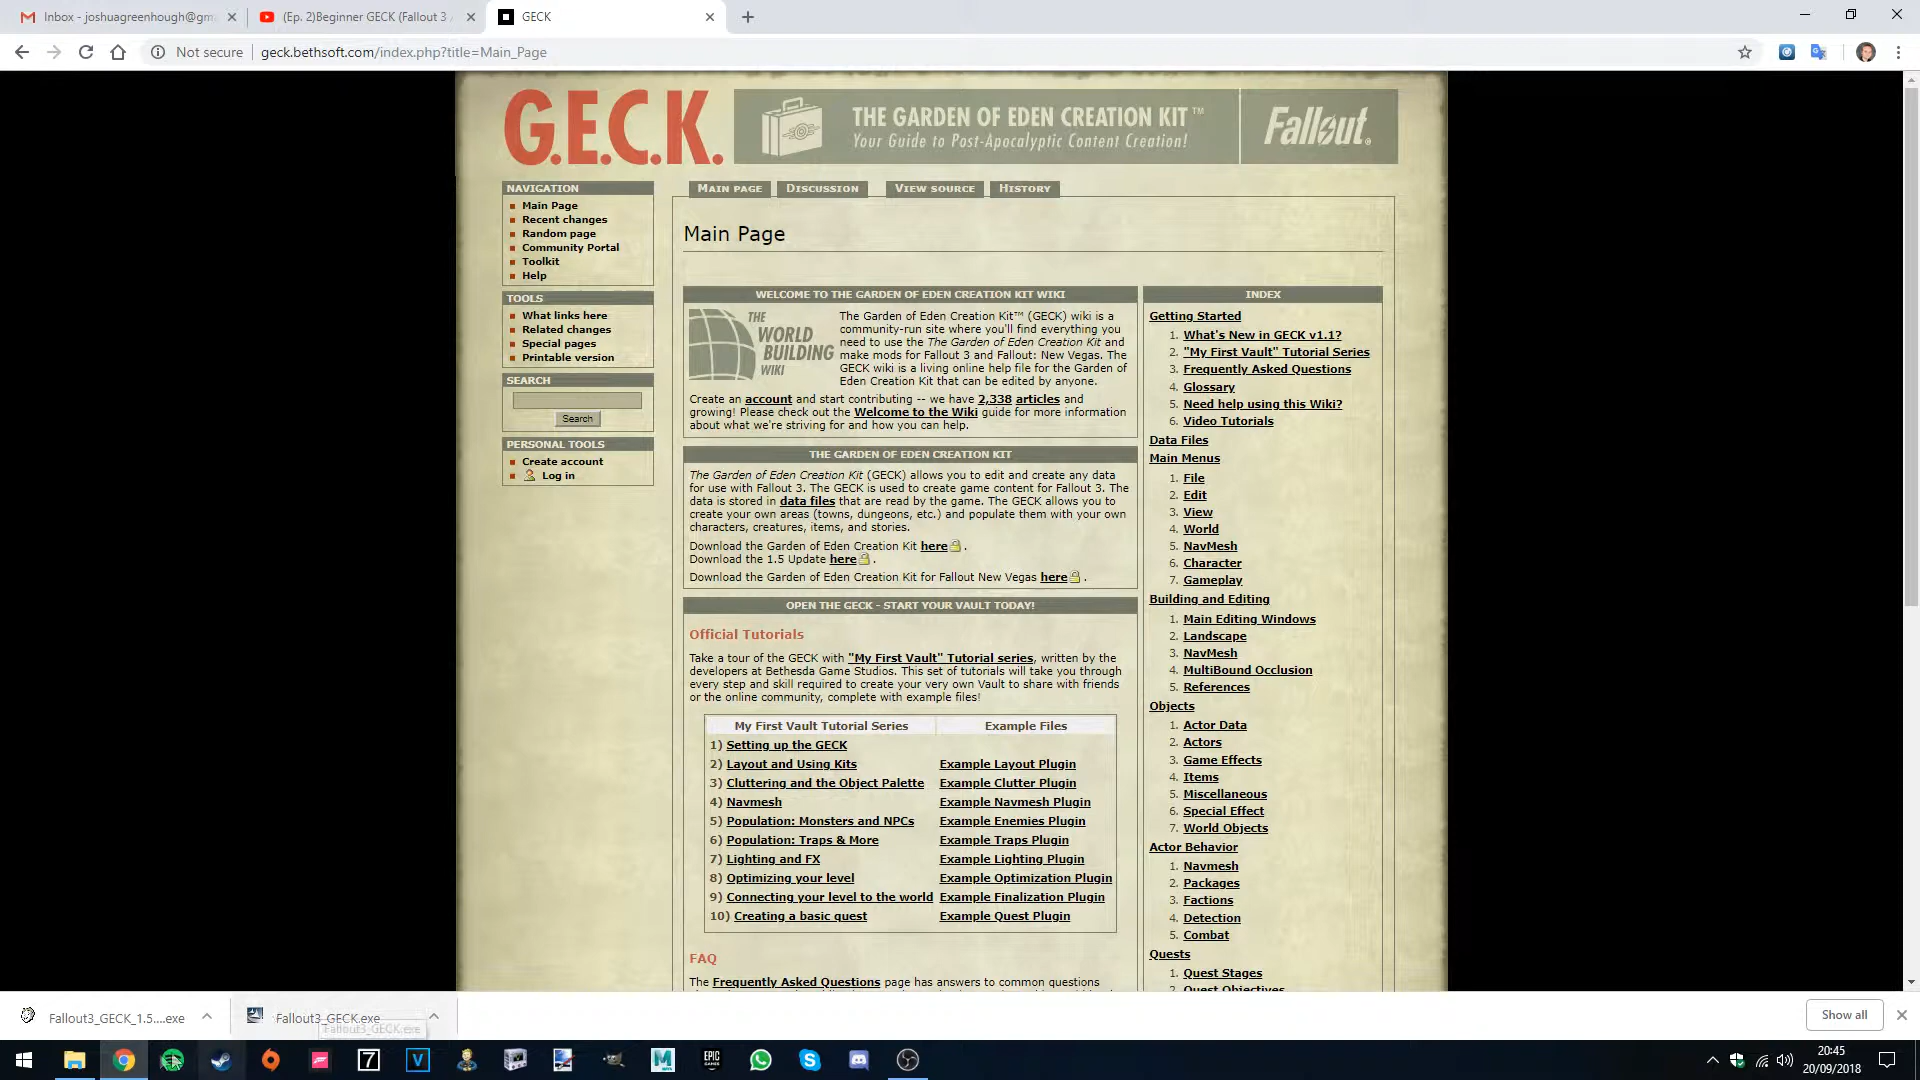 Inbox - joshuagreenhough@gm
(Ep. 2)Beginner GECK (Fallout 3
GECK
Not secure
geck.bethsoft.com/index.php?title=Main_Page
G.E.C.K.
THE GARDEN OF EDEN CREATION KIT™
Your Guide to Post-Apocalyptic Content Creation!
Fallout®
NAVIGATION
Main Page
Recent changes
Random page
Community Portal
Toolkit
Help
TOOLS
What links here
Related changes
Special pages
Printable version
SEARCH
Search
PERSONAL TOOLS
Create account
Log in
MAIN PAGE
DISCUSSION
VIEW SOURCE
HISTORY
Main Page
WELCOME TO THE GARDEN OF EDEN CREATION KIT WIKI
THE
WORLD
BUILDING
WIKI
The Garden of Eden Creation Kit™ (GECK) wiki is a
community-run site where you'll find everything you
need to use the The Garden of Eden Creation Kit and
make mods for Fallout 3 and Fallout: New Vegas. The
GECK wiki is a living online help file for the Garden of
Eden Creation Kit that can be edited by anyone.
Create an account and start contributing -- we have 2,338 articles and
growing! Please check out the Welcome to the Wiki guide for more information
about what we're striving for and how you can help.
THE GARDEN OF EDEN CREATION KIT
The Garden of Eden Creation Kit (GECK) allows you to edit and create any data
for use with Fallout 3. The GECK is used to create game content for Fallout 3. The
data is stored in data files that are read by the game. The GECK allows you to
create your own areas (towns, dungeons, etc.) and populate them with your own
characters, creatures, items, and stories.
Download the Garden of Eden Creation Kit here .
Download the 1.5 Update here .
Download the Garden of Eden Creation Kit for Fallout New Vegas here .
OPEN THE GECK - START YOUR VAULT TODAY!
Official Tutorials
Take a tour of the GECK with "My First Vault" Tutorial series, written by the
developers at Bethesda Game Studios. This set of tutorials will take you through
every step and skill required to create your very own Vault to share with friends
or the online community, complete with example files!
My First Vault Tutorial Series Example Files
1) Setting up the GECK
2) Layout and Using Kits Example Layout Plugin
3) Cluttering and the Object Palette Example Clutter Plugin
4) Navmesh Example Navmesh Plugin
5) Population: Monsters and NPCs Example Enemies Plugin
6) Population: Traps & More Example Traps Plugin
7) Lighting and FX Example Lighting Plugin
8) Optimizing your level Example Optimization Plugin
9) Connecting your level to the world Example Finalization Plugin
10) Creating a basic quest Example Quest Plugin
FAQ
The Frequently Asked Questions page has answers to common questions
INDEX
Getting Started
1. What's New in GECK v1.1?
2. "My First Vault" Tutorial Series
3. Frequently Asked Questions
4. Glossary
5. Need help using this Wiki?
6. Video Tutorials
Data Files
Main Menus
1. File
2. Edit
3. View
4. World
5. NavMesh
6. Character
7. Gameplay
Building and Editing
1. Main Editing Windows
2. Landscape
3. NavMesh
4. MultiBound Occlusion
5. References
Objects
1. Actor Data
2. Actors
3. Game Effects
4. Items
5. Miscellaneous
6. Special Effect
7. World Objects
Actor Behavior
1. Navmesh
2. Packages
3. Factions
4. Detection
5. Combat
Quests
1. Quest Stages
2. Quest Objectives
Fallout3_GECK_1.5....exe
Fallout3_GECK.exe
Fallout3_GECK.exe
Show all
7
V
M
EPIC
GAMES
20:45
20/09/2018